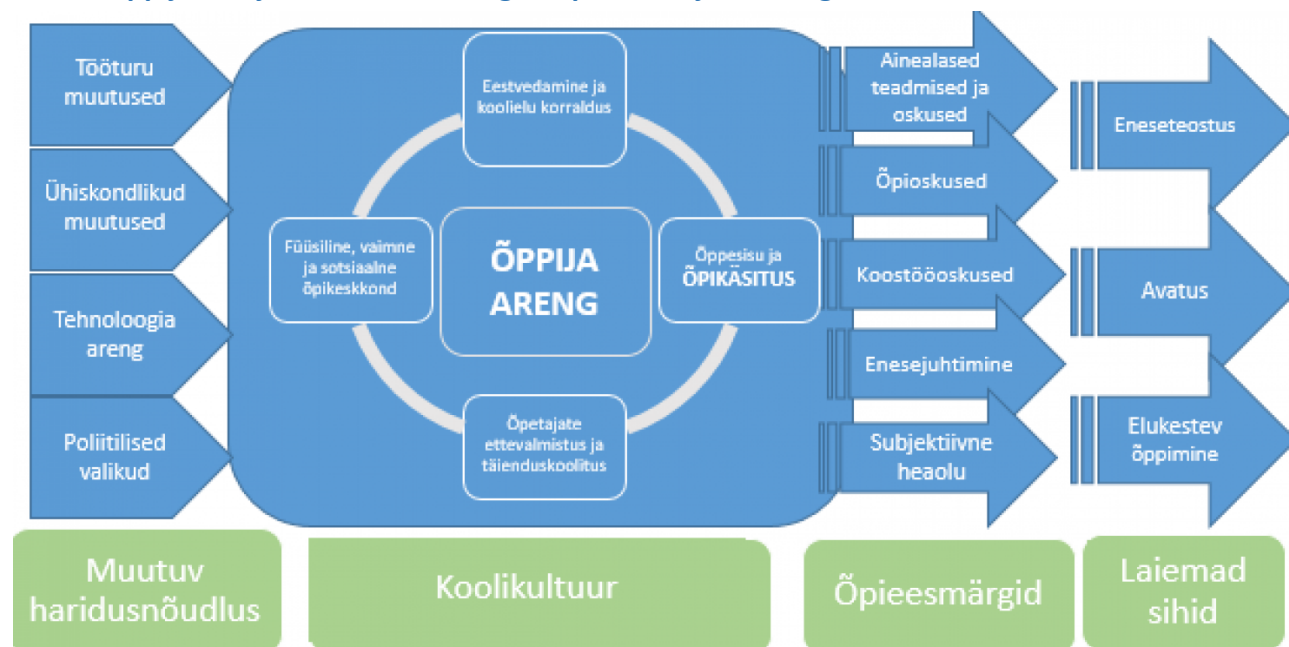 Tööturu
muutused
Ühiskondlikud
muutused
Tehnoloogia
areng
Poliitilised
valikud
Eestvedamine ja
koolielu korraldus
Füüsiline, vaimne
ja sotsiaalne
õpikeskkond
ÕPPIJA
ARENG
Õppesisu ja
ÕPIKÄSITUS
Õpetajate
ettevalmistus ja
täienduskoolitus
Ainealased
teadmised ja
oskused
Õpioskused
Koostööoskused
Enesejuhtimine
Subjektiivne
heaolu
Eneseteostus
Avatus
Elukestev
õppimine
Muutuv
haridusnõudlus
Koolikultuur
Õpieesmärgid
Laiemad
sihid